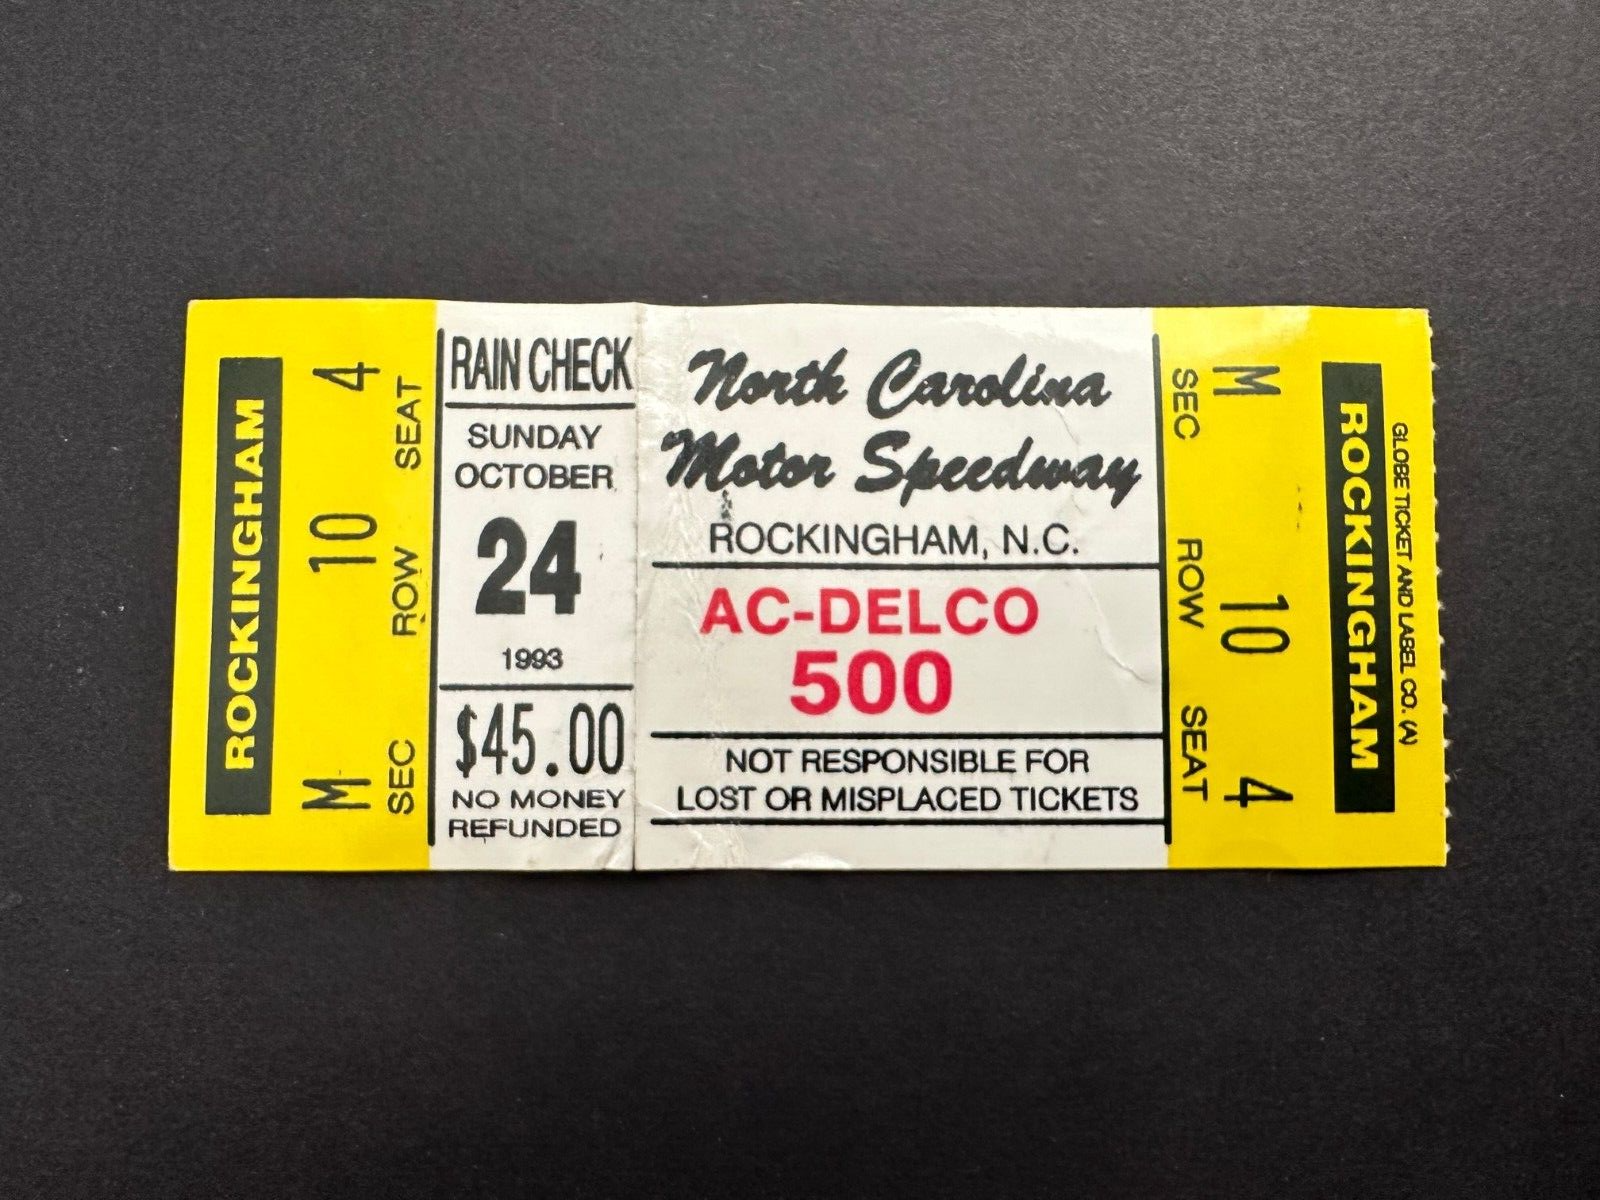 ROCKINGHAM
M 10 4
SEC ROW SEAT
RAIN CHECK
SUNDAY
OCTOBER
24
1993
$45.00
NO MONEY
REFUNDED
North Carolina
Motor Speedway
ROCKINGHAM, N.C.
AC-DELCO
500
NOT RESPONSIBLE FOR
LOST OR MISPLACED TICKETS
SEC ROW SEAT
M 10 4
ROCKINGHAM
GLOBE TICKET AND LABEL CO. (A)